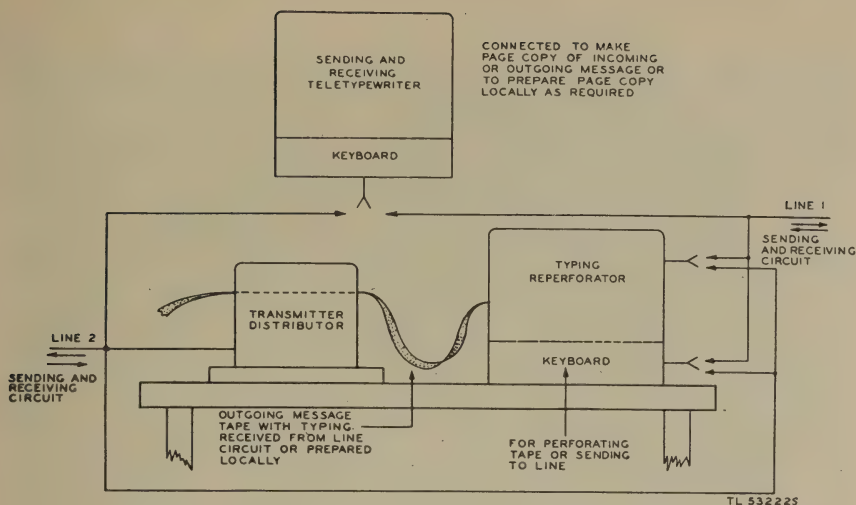 SENDING AND
RECEIVING
TELETYPEWRITER
KEYBOARD
CONNECTED TO MAKE
PAGE COPY OF INCOMING
OR OUTGOING MESSAGE OR
TO PREPARE PAGE COPY
LOCALLY AS REQUIRED
LINE 1
SENDING
AND RECEIVING
CIRCUIT
TYPING
REPERFORATOR
KEYBOARD
TRANSMITTER
DISTRIBUTOR
LINE 2
SENDING AND
RECEIVING
CIRCUIT
OUTGOING MESSAGE
TAPE WITH TYPING.
RECEIVED FROM LINE
CIRCUIT OR PREPARED
LOCALLY
FOR PERFORATING
TAPE OR SENDING
TO LINE
TL 53222S